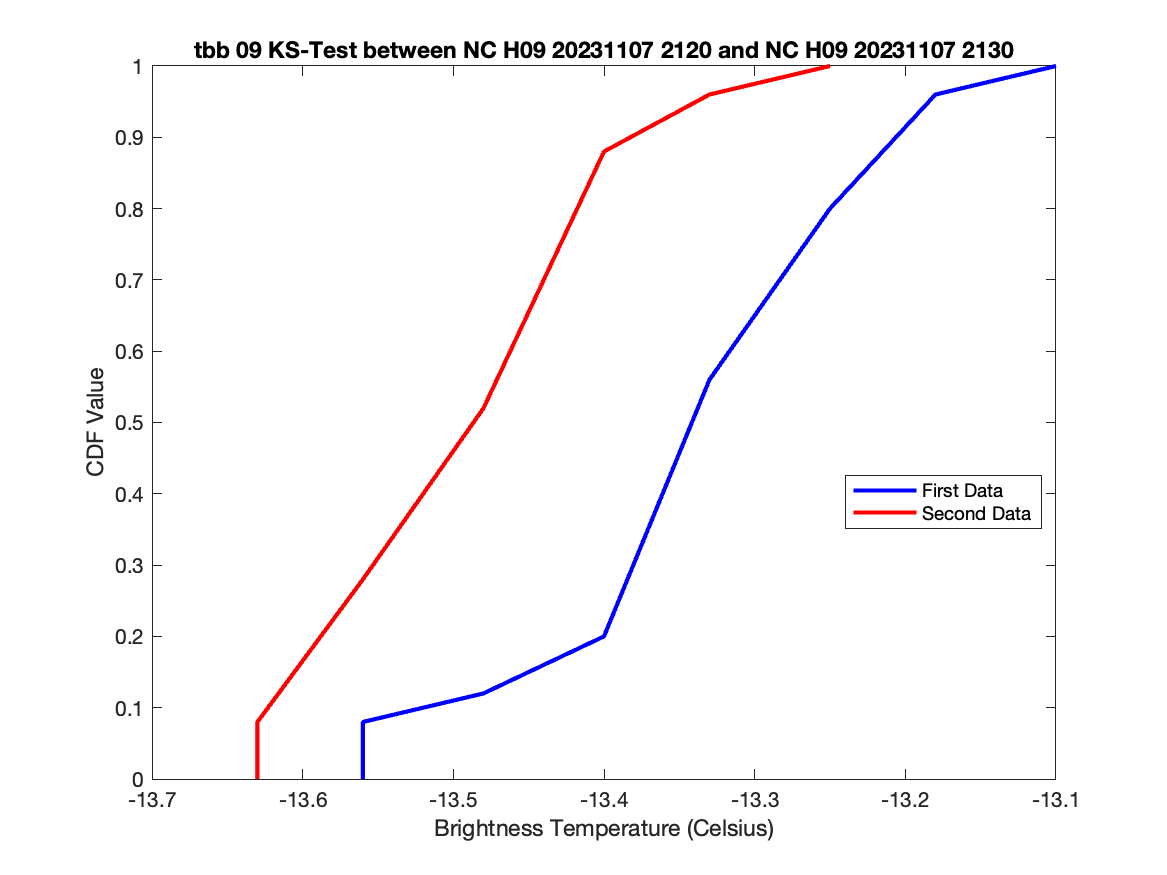 tbb 09 KS-Test between NC H09 20231107 2120 and NC H09 20231107 2130
1
0.9
0.8
0.7
0.6
0.5
0.4
0.3
0.2
0.1
0
CDF Value
First Data
Second Data
-13.7 -13.6 -13.5 -13.4 -13.3 -13.2 -13.1
Brightness Temperature (Celsius)